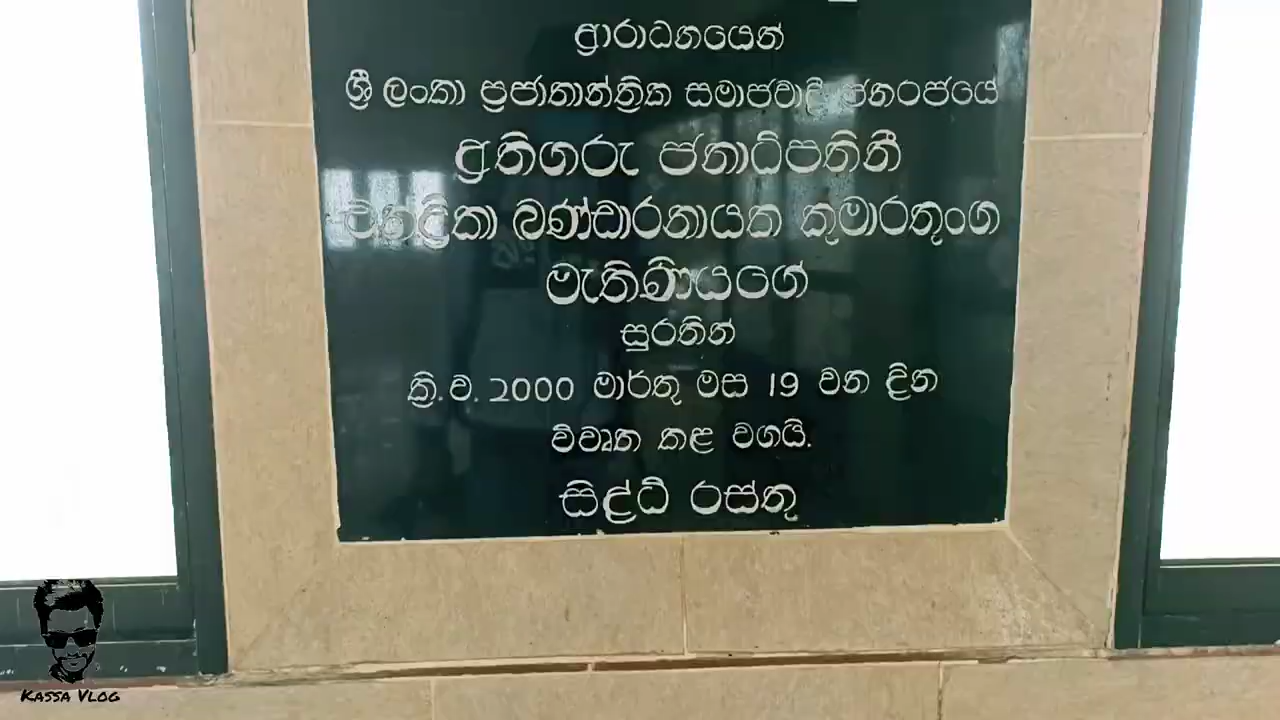 ආරාධනයෙන්
ශ්‍රී ලංකා ප්‍රජාතාන්ත්‍රික සමාජවාදී ජනරජයේ
අතිගරු ජනාධිපතිනී
චන්ද්‍රිකා බණ්ඩාරනායක කුමාරතුංග
මැතිණියගේ
සුරතින්
ක්‍රි.ව. 2000 මාර්තු මස 19 වන දින
විවෘත කළ වගයි.
සිද්ධි රස්තු
KASSA VLOG